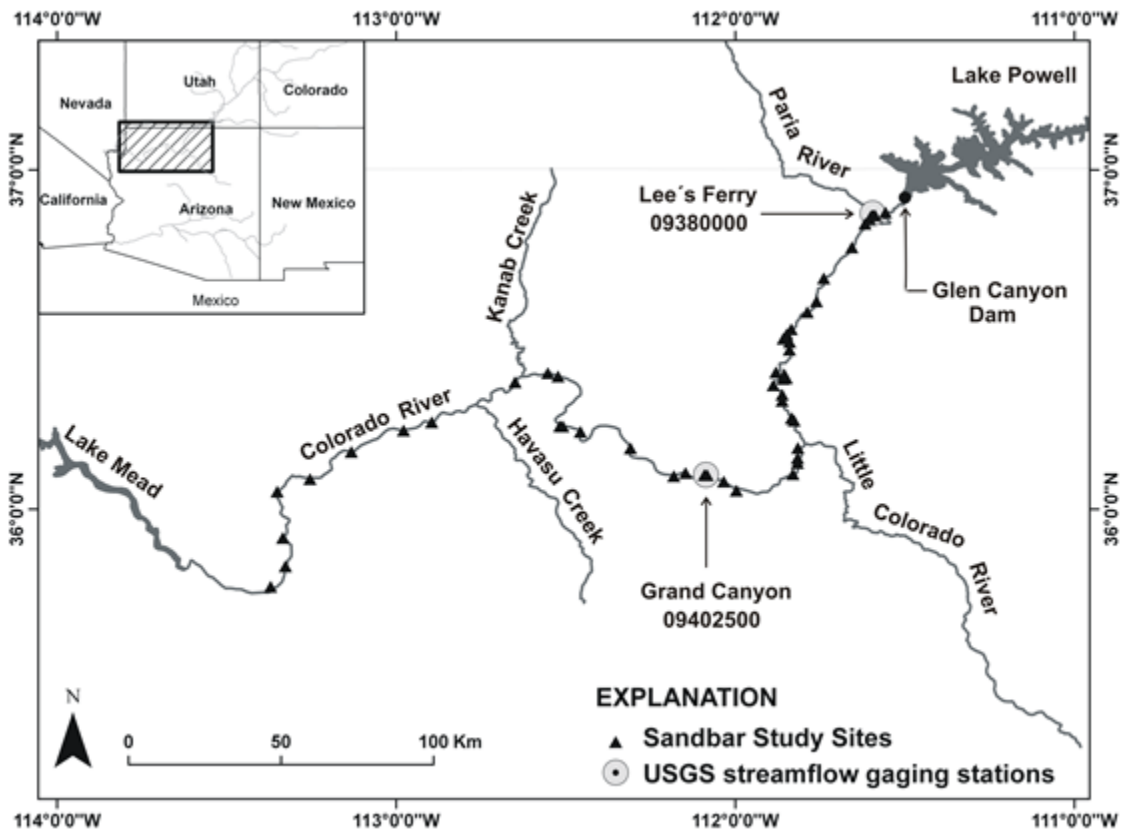 114°0'0"W
113°0'0"W
112°0'0"W
111°0'0"W
Lake Powell
Utah
Colorado
Nevada
California
Arizona
New Mexico
Mexico
37°0'0"N
37°0'0"N
Paria
River
Lee´s Ferry
09380000
Glen Canyon
Dam
Kanab Creek
Colorado River
Havasu Creek
Lake Mead
Little
Colorado
River
36°0'0"N
36°0'0"N
Grand Canyon
09402500
N
0
50
100 Km
EXPLANATION
Sandbar Study Sites
USGS streamflow gaging stations
114°0'0"W
113°0'0"W
112°0'0"W
111°0'0"W